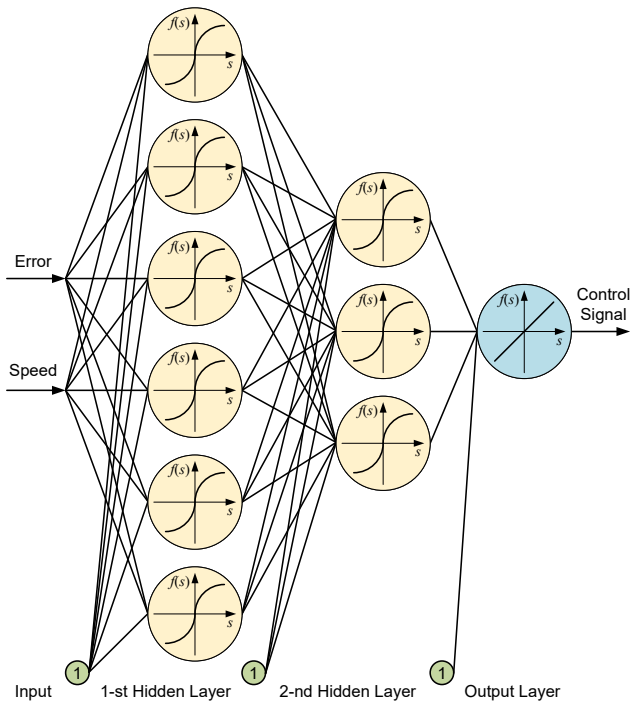 f(s)
s
f(s)
s
f(s)
s
f(s)
s
f(s)
s
f(s)
s
f(s)
s
f(s)
s
f(s)
s
f(s)
s
Error
Speed
Control
Signal
1
1
1
Input
1-st Hidden Layer
2-nd Hidden Layer
Output Layer